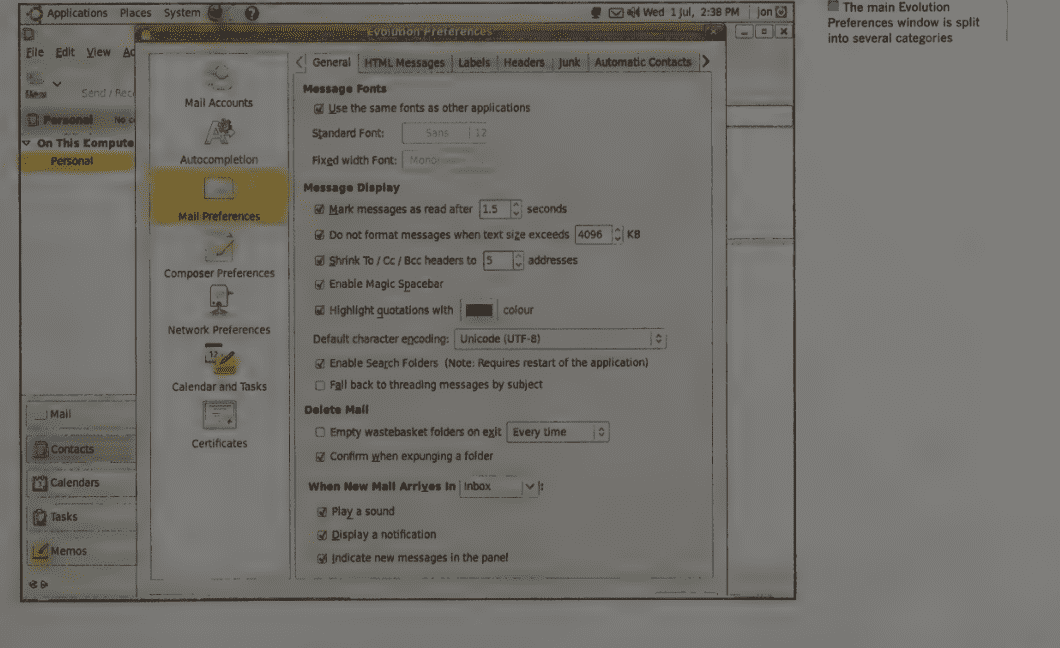 Applications Places System
Wed 1 Jul, 2:38 PM jon
The main Evolution
Preferences window is split
into several categories
Evolution Preferences
File Edit View
New
Send / Rec
Personal
On This Compute
Personal
Mail
Contacts
Calendars
Tasks
Memos
Mail Accounts
Autocompletion
Mail Preferences
Composer Preferences
Network Preferences
Calendar and Tasks
Certificates
General HTML Messages Labels Headers Junk Automatic Contacts
Message Fonts
Use the same fonts as other applications
Standard Font: Sans 12
Fixed width Font: Mono
Message Display
Mark messages as read after 1.5 seconds
Do not format messages when text size exceeds 4096 KB
Shrink To / Cc / Bcc headers to 5 addresses
Enable Magic Spacebar
Highlight quotations with colour
Default character encoding: Unicode (UTF-8)
Enable Search Folders (Note: Requires restart of the application)
Fall back to threading messages by subject
Delete Mail
Empty wastebasket folders on exit Every time
Confirm when expunging a folder
When New Mail Arrives In Inbox :
Play a sound
Display a notification
Indicate new messages in the panel